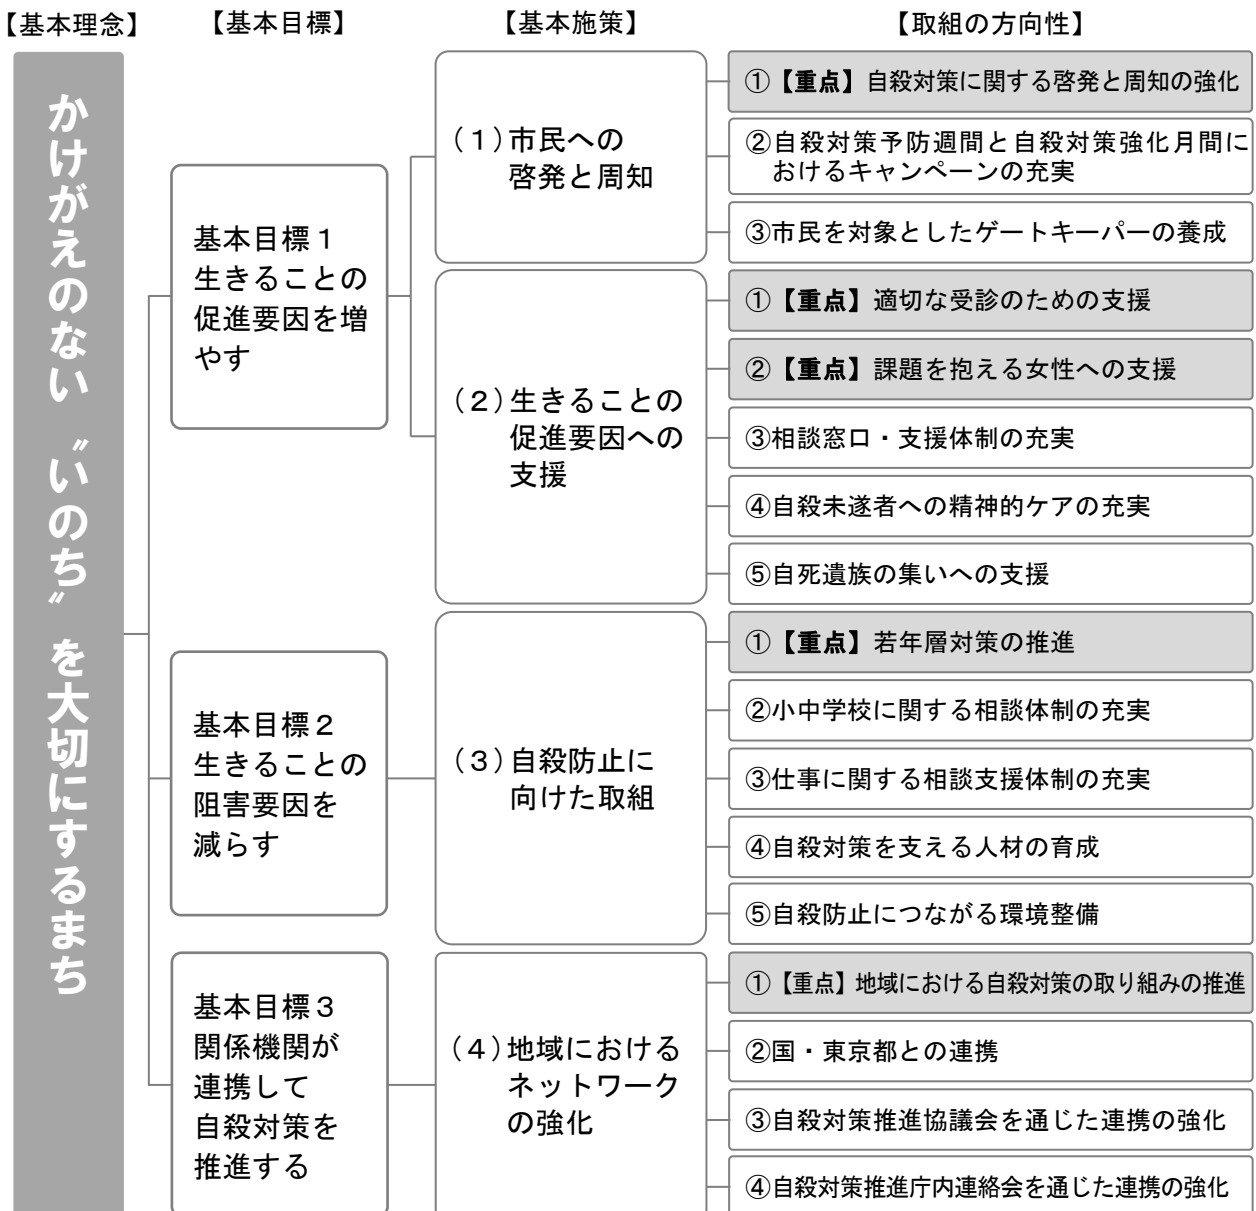 【基本理念】
【基本目標】
【基本施策】
【取組の方向性】
かけがえのない〝いのち〟を大切にするまち
基本目標１
生きることの
促進要因を増
やす
（１）市民への
啓発と周知
①【重点】自殺対策に関する啓発と周知の強化
②自殺対策予防週間と自殺対策強化月間に
おけるキャンペーンの充実
③市民を対象としたゲートキーパーの養成
（２）生きることの
促進要因への
支援
①【重点】適切な受診のための支援
②【重点】課題を抱える女性への支援
③相談窓口・支援体制の充実
④自殺未遂者への精神的ケアの充実
⑤自死遺族の集いへの支援
基本目標２
生きることの
阻害要因を
減らす
（３）自殺防止に
向けた取組
①【重点】若年層対策の推進
②小中学校に関する相談体制の充実
③仕事に関する相談支援体制の充実
④自殺対策を支える人材の育成
⑤自殺防止につながる環境整備
基本目標３
関係機関が
連携して
自殺対策を
推進する
（４）地域における
ネットワーク
の強化
①【重点】地域における自殺対策の取り組みの推進
②国・東京都との連携
③自殺対策推進協議会を通じた連携の強化
④自殺対策推進庁内連絡会を通じた連携の強化